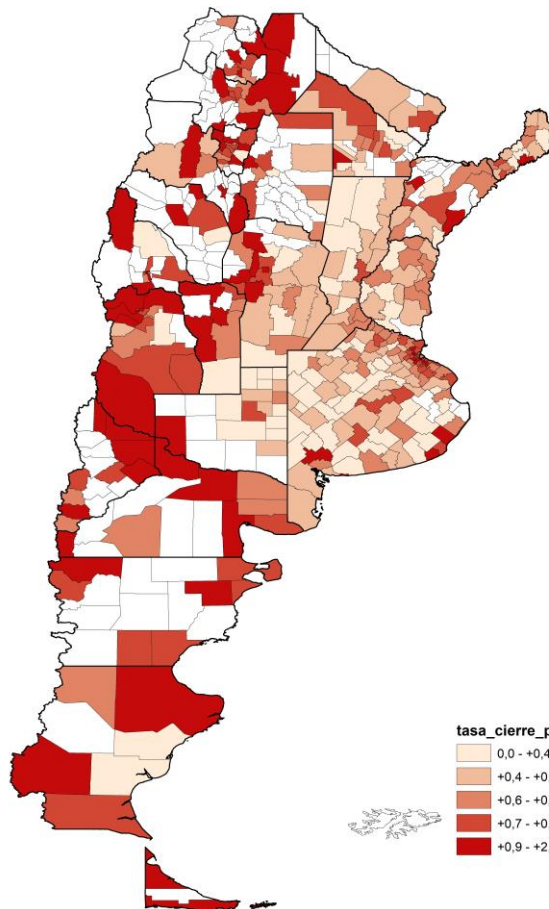 tasa_cierre_p
0,0 - +0,4
+0,4 - +0,
+0,6 - +0,
+0,7 - +0,
+0,9 - +2,